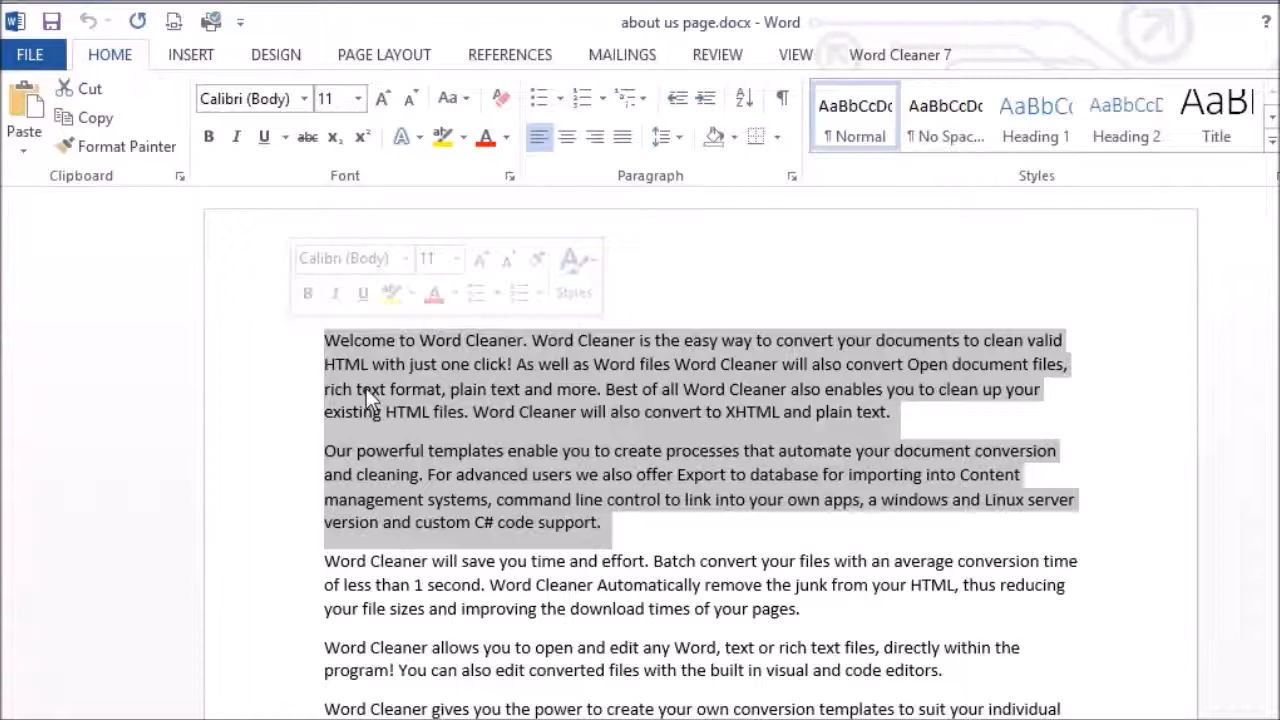 about us page.docx - Word
?
FILE HOME INSERT DESIGN PAGE LAYOUT REFERENCES MAILINGS REVIEW VIEW Word Cleaner 7
Paste
Cut
Copy
Format Painter
Clipboard
Calibri (Body) 11
B I U abc X₂ X²
Font
Paragraph
AaBbCcDc AaBbCcDc AaBbCc AaBbCcD AaBl
¶ Normal ¶ No Spac... Heading 1 Heading 2 Title
Styles
Calibri (Body) 11
B I U Styles
Welcome to Word Cleaner. Word Cleaner is the easy way to convert your documents to clean valid
HTML with just one click! As well as Word files Word Cleaner will also convert Open document files,
rich text format, plain text and more. Best of all Word Cleaner also enables you to clean up your
existing HTML files. Word Cleaner will also convert to XHTML and plain text.
Our powerful templates enable you to create processes that automate your document conversion
and cleaning. For advanced users we also offer Export to database for importing into Content
management systems, command line control to link into your own apps, a windows and Linux server
version and custom C# code support.
Word Cleaner will save you time and effort. Batch convert your files with an average conversion time
of less than 1 second. Word Cleaner Automatically remove the junk from your HTML, thus reducing
your file sizes and improving the download times of your pages.
Word Cleaner allows you to open and edit any Word, text or rich text files, directly within the
program! You can also edit converted files with the built in visual and code editors.
Word Cleaner gives you the power to create your own conversion templates to suit your individual